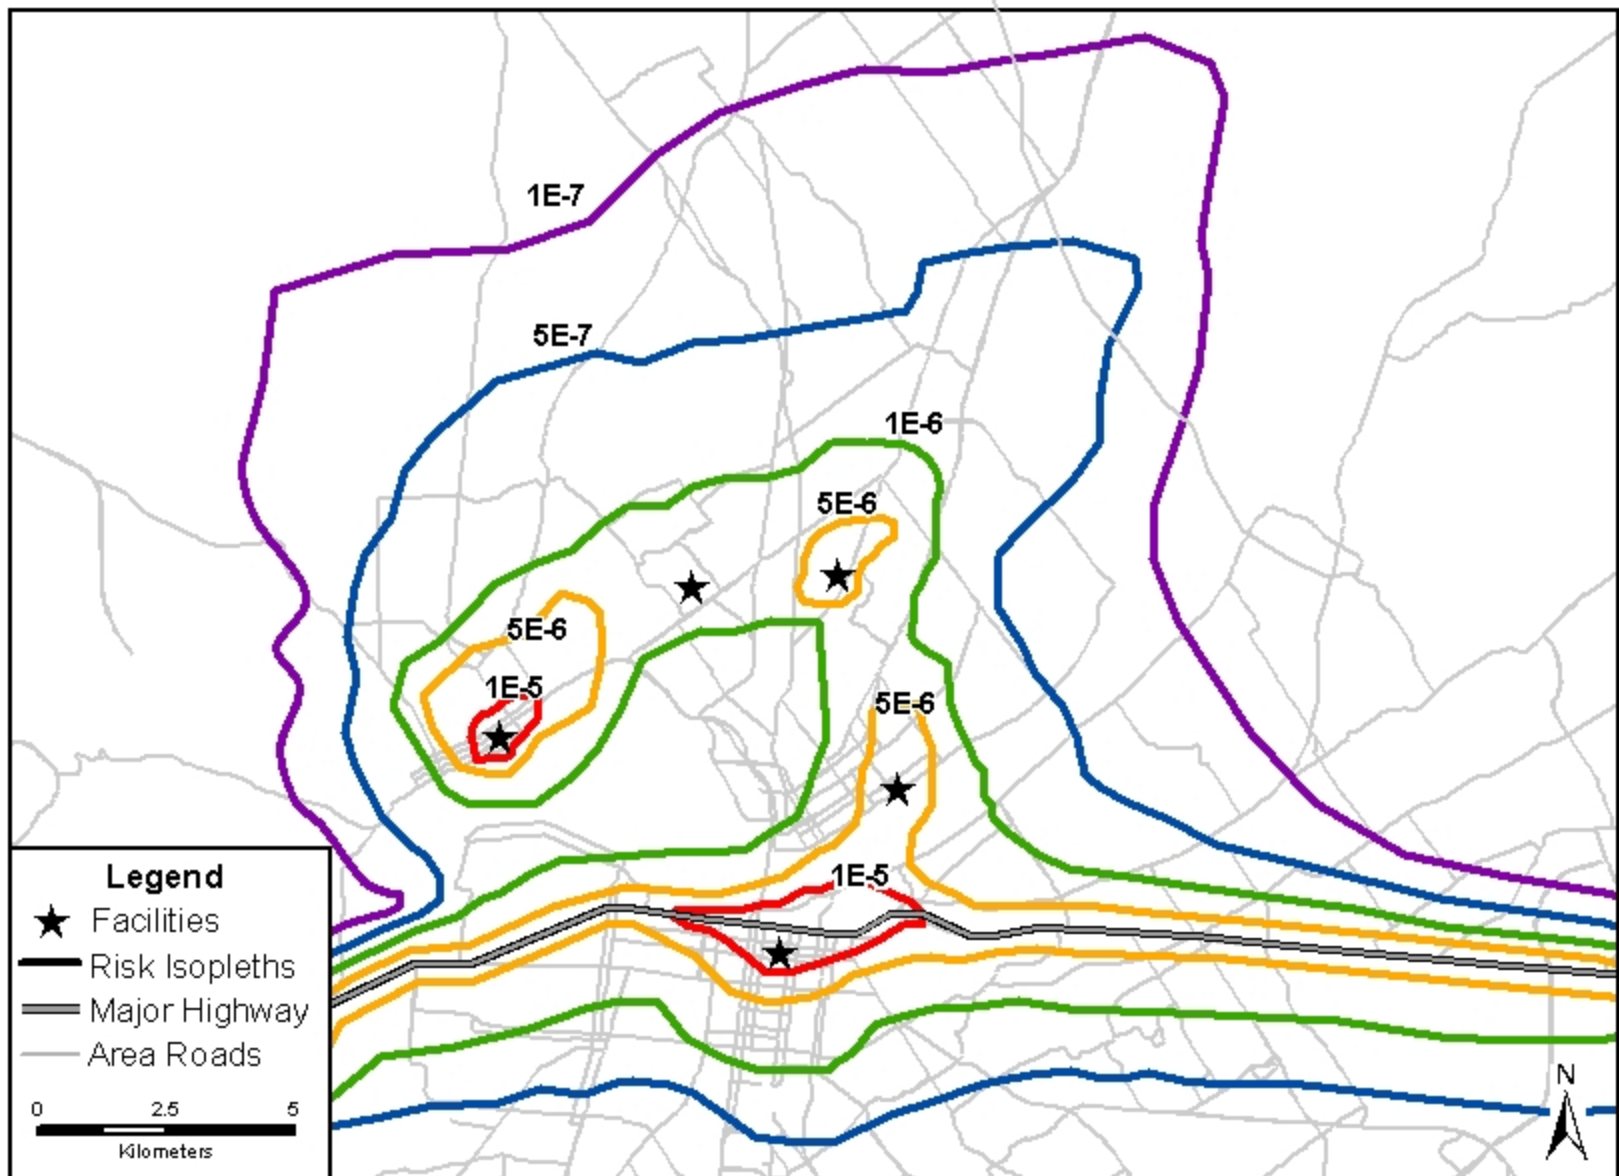 1E-7
5E-7
1E-6
5E-6
5E-6
1E-5
5E-6
1E-5
Legend
Facilities
Risk Isopleths
Major Highway
Area Roads
0 2.5 5
Kilometers
N